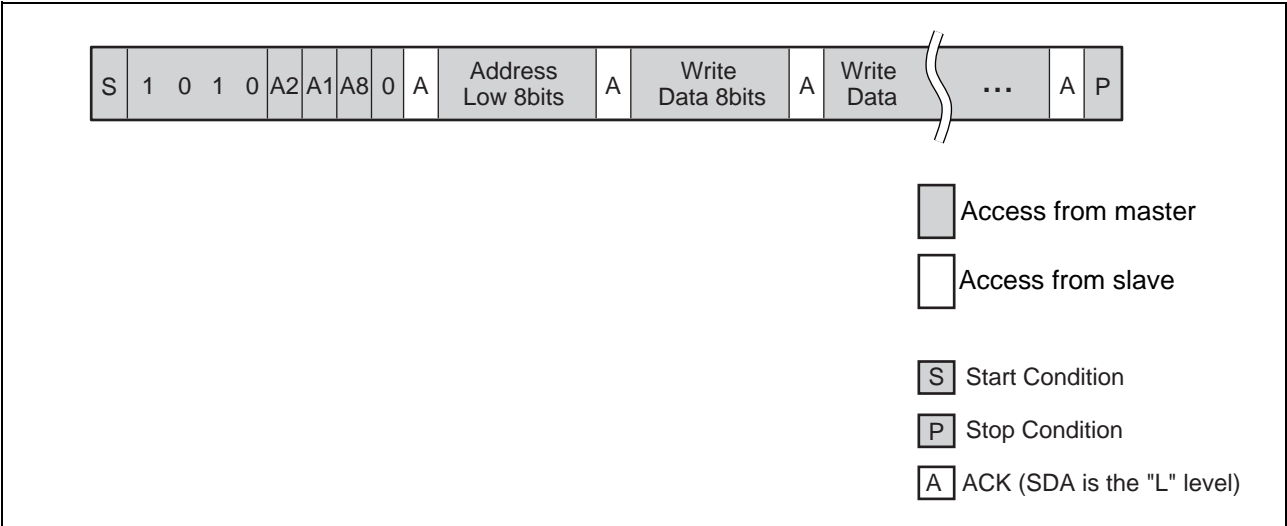 S 1 0 1 0 A2 A1 A8 0 A Address Low 8bits A Write Data 8bits A Write Data ... A P
Access from master
Access from slave
S Start Condition
P Stop Condition
A ACK (SDA is the "L" level)